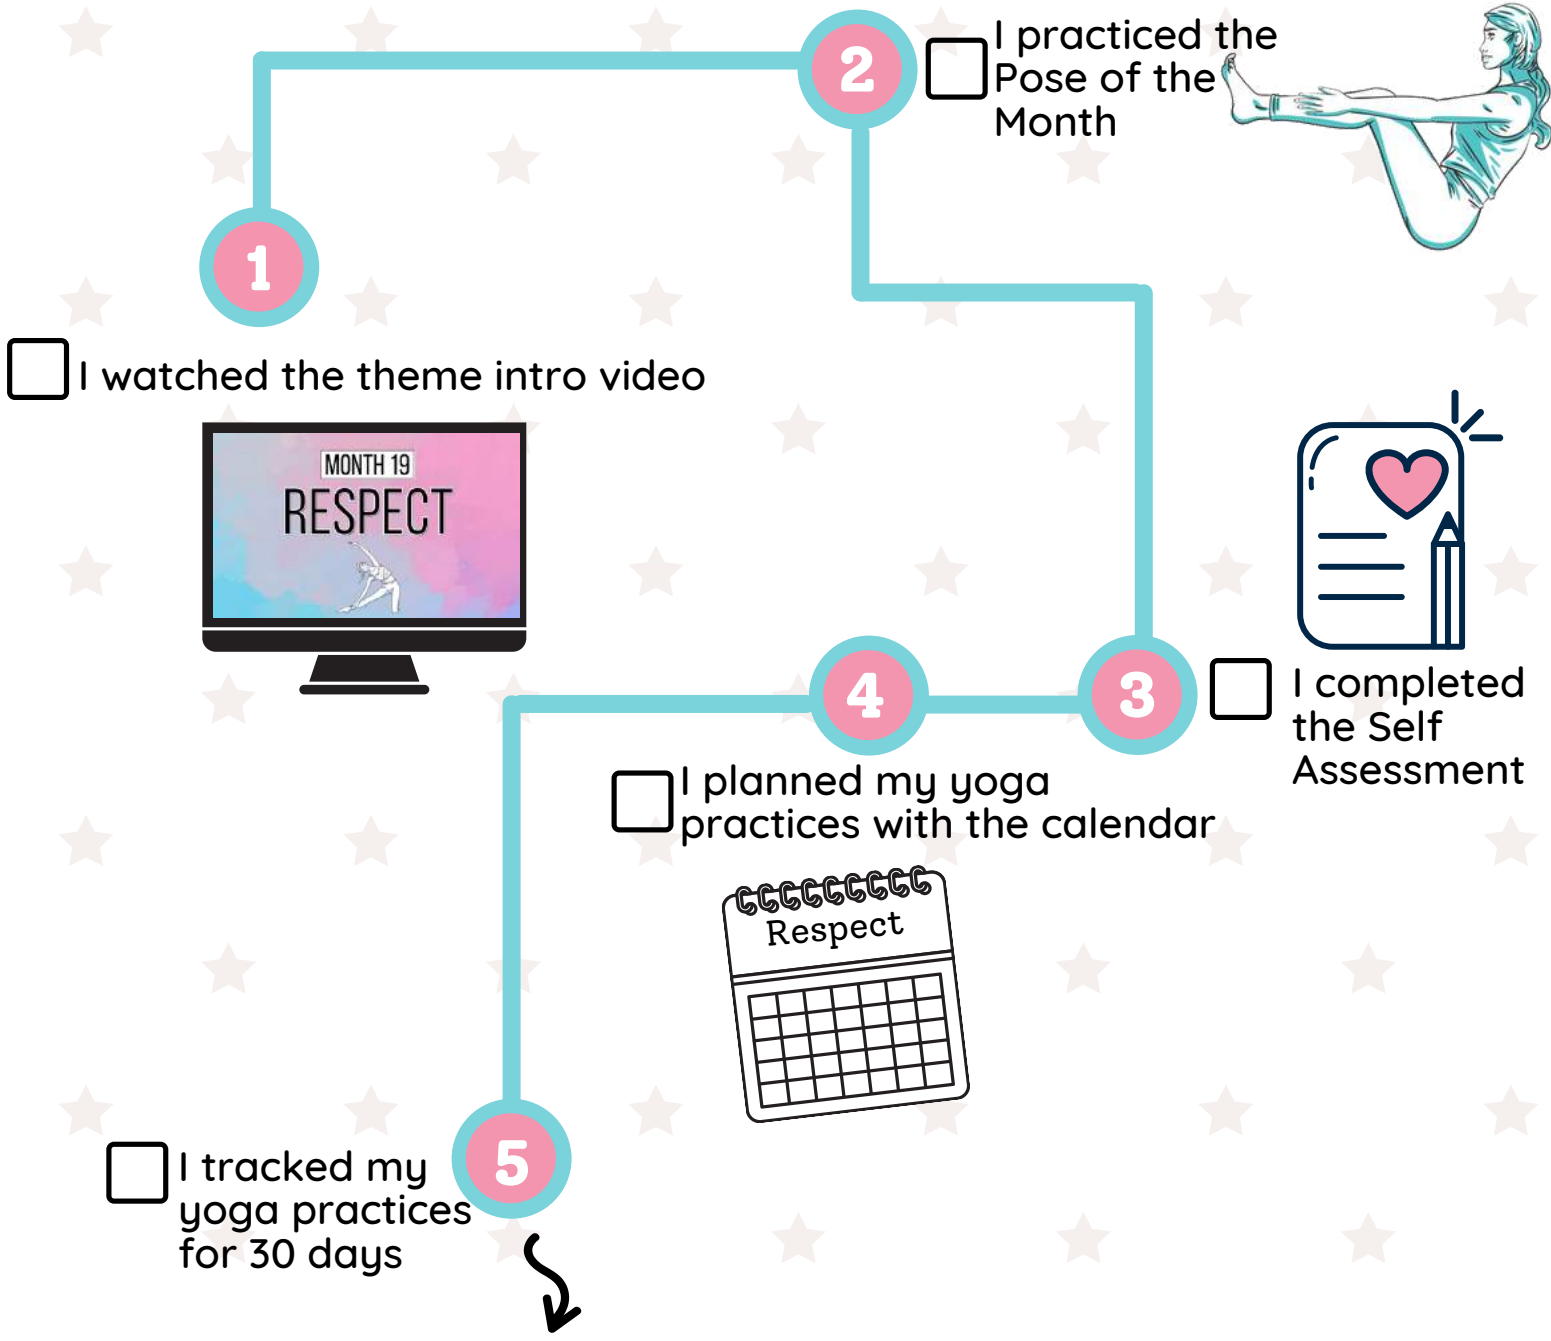 1
I watched the theme intro video
MONTH 19
RESPECT
2
I practiced the
Pose of the
Month
3
I completed
the Self
Assessment
4
I planned my yoga
practices with the calendar
Respect
5
I tracked my
yoga practices
for 30 days